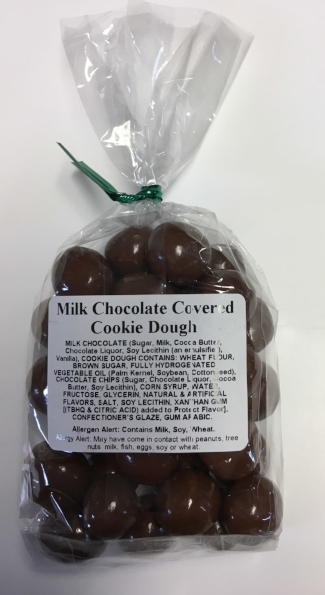 Milk Chocolate Covered
Cookie Dough
MILK CHOCOLATE (Sugar, Milk, Cocoa Butter,
Chocolate Liquor, Soy Lecithin (an emulsifier),
Vanilla), COOKIE DOUGH CONTAINS: WHEAT FLOUR,
BROWN SUGAR, FULLY HYDROGENATED
VEGETABLE OIL (Palm Kernel, Soybean, Cottonseed),
CHOCOLATE CHIPS (Sugar, Chocolate Liquor, Cocoa
Butter, Soy Lecithin), CORN SYRUP, WATER,
FRUCTOSE, GLYCERIN, NATURAL & ARTIFICIAL
FLAVORS, SALT, SOY LECITHIN, XANTHAN GUM
[(TBHQ & CITRIC ACID) added to Protect Flavor],
CONFECTIONER'S GLAZE, GUM ARABIC.
Allergen Alert: Contains Milk, Soy, Wheat.
Allergy Alert: May have come in contact with peanuts, tree
nuts, milk, fish, eggs, soy or wheat.